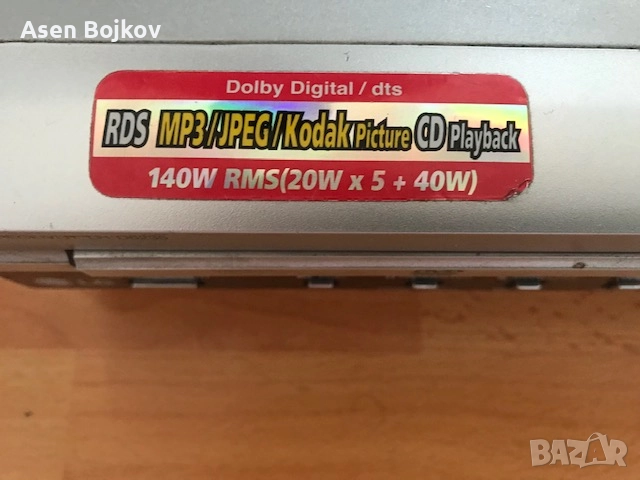 Asen Bojkov
Dolby Digital / dts
RDS MP3/JPEG/Kodak Picture CD Playback
140W RMS(20W x 5 + 40W)
BAZAR